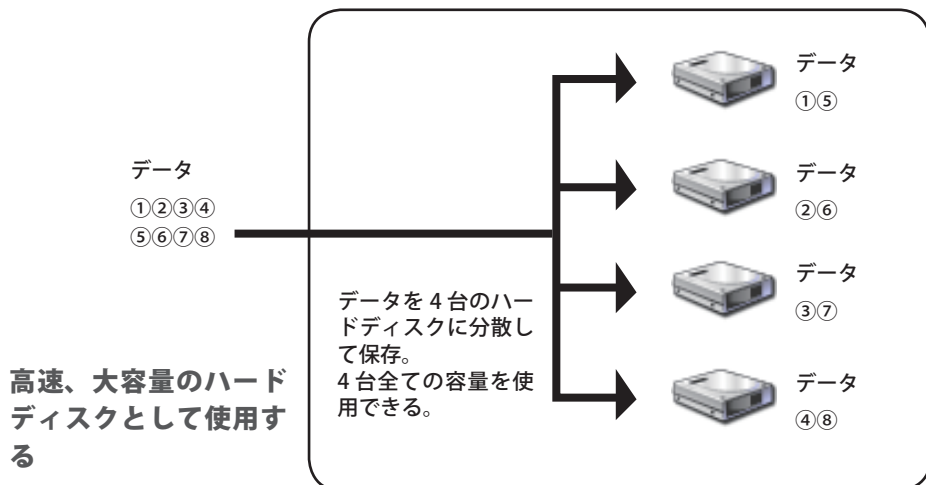 データ
①②③④
⑤⑥⑦⑧
高速、大容量のハード
ディスクとして使用す
る
データを 4 台のハー
ドディスクに分散し
て保存。
4 台全ての容量を使
用できる。
データ
①⑤
データ
②⑥
データ
③⑦
データ
④⑧